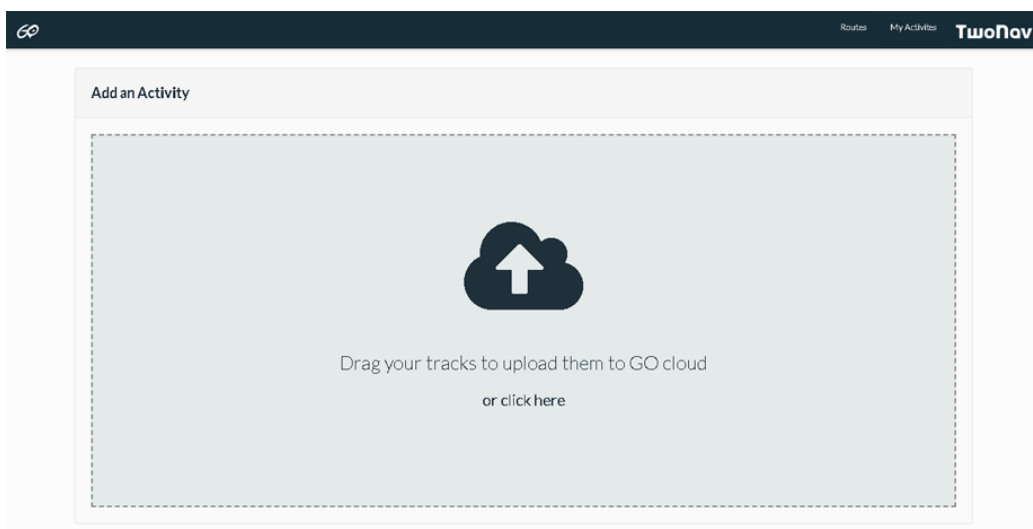 GO
Routes
My Activites
TwoNav
Add an Activity
Drag your tracks to upload them to GO cloud
or click here